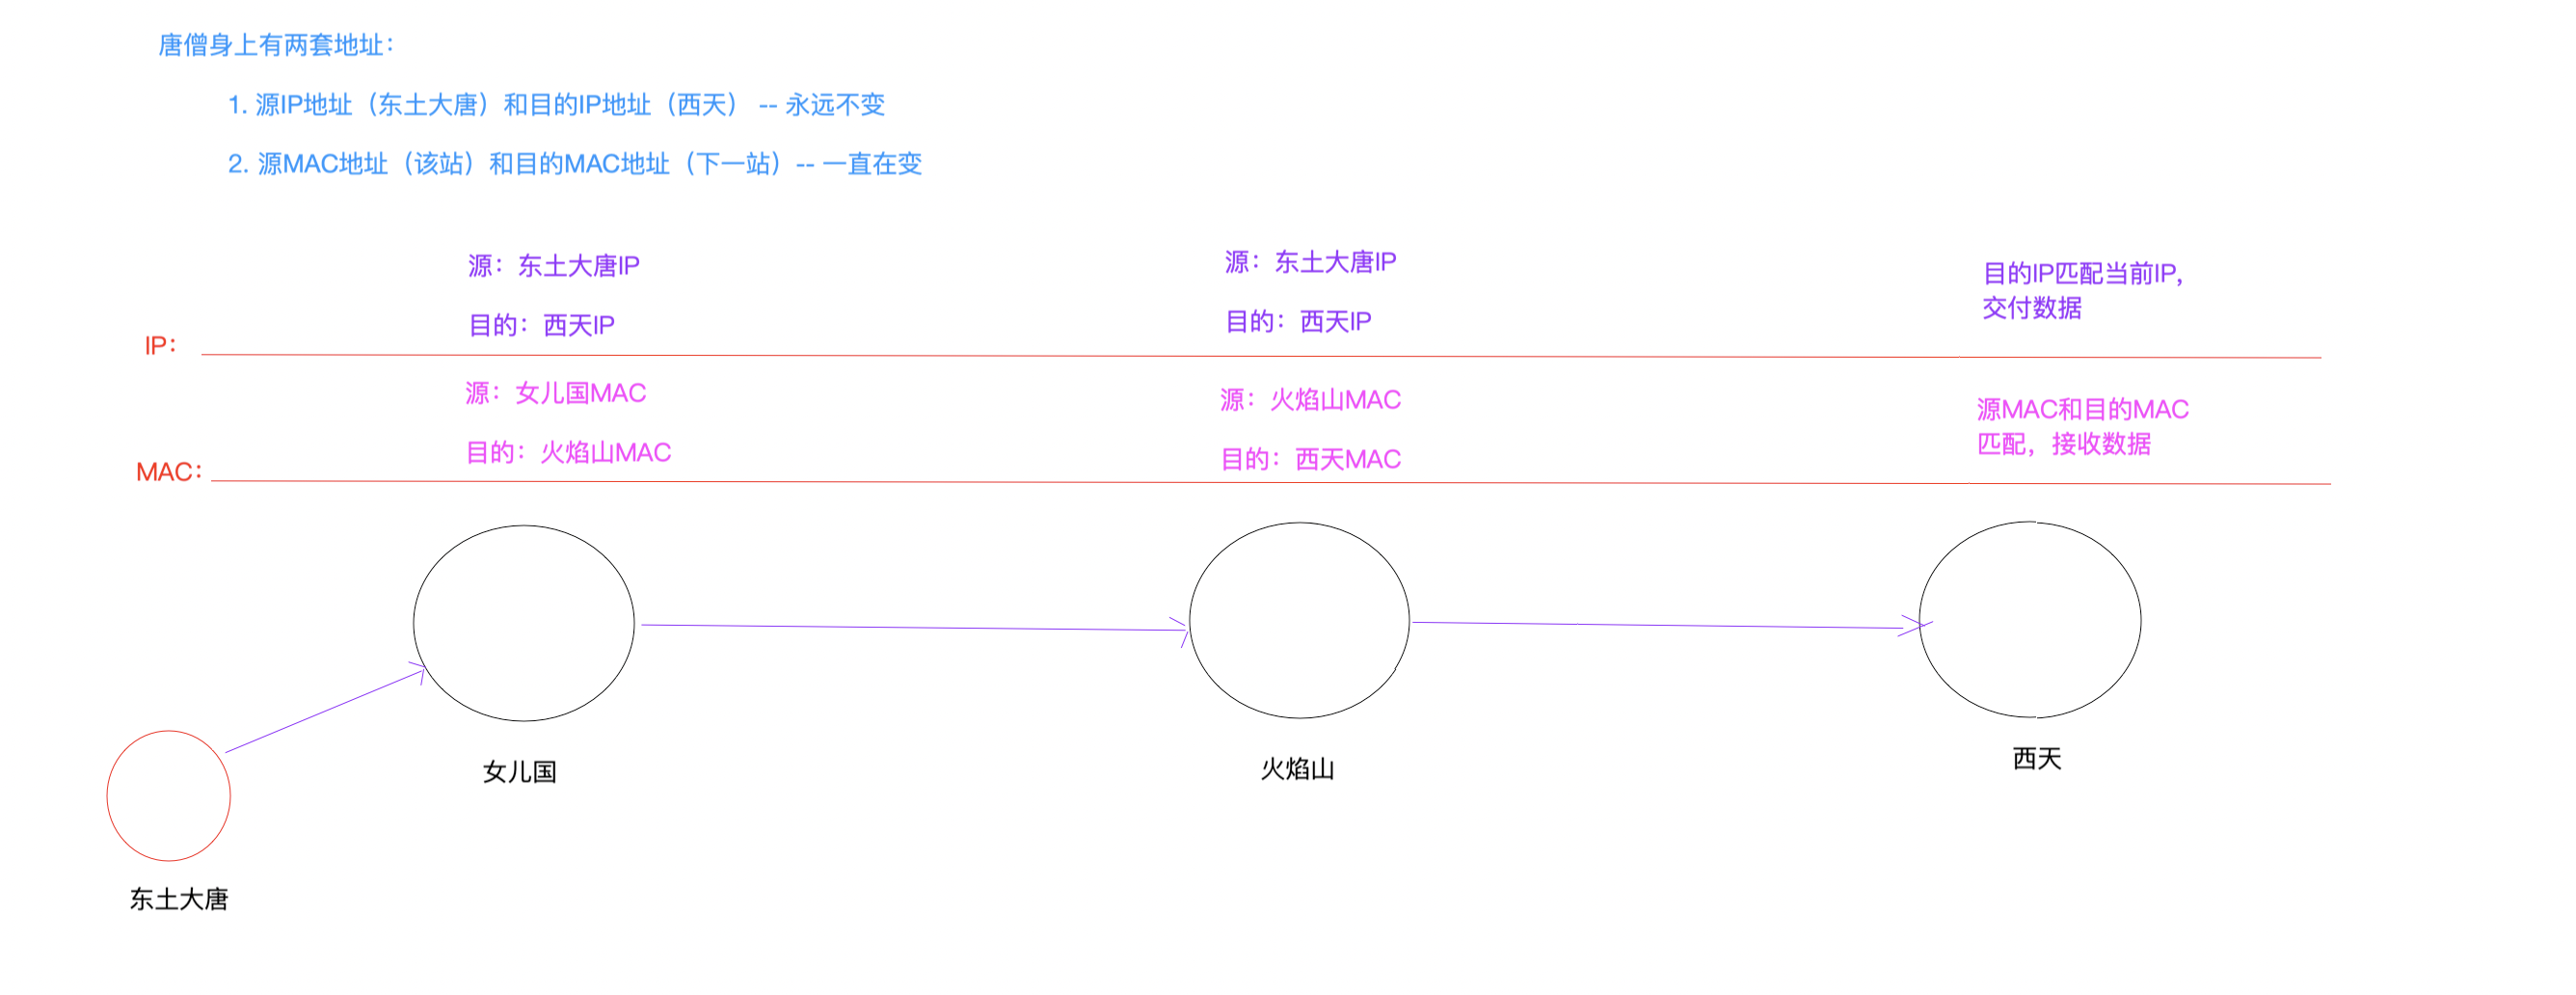 唐僧身上有两套地址：
1. 源IP地址（东土大唐）和目的IP地址（西天） -- 永远不变
2. 源MAC地址（该站）和目的MAC地址（下一站）-- 一直在变
源：东土大唐IP
目的：西天IP
源：东土大唐IP
目的：西天IP
目的IP匹配当前IP，
交付数据
IP：
源：女儿国MAC
目的：火焰山MAC
源：火焰山MAC
目的：西天MAC
源MAC和目的MAC
匹配，接收数据
MAC：
女儿国
火焰山
西天
东土大唐